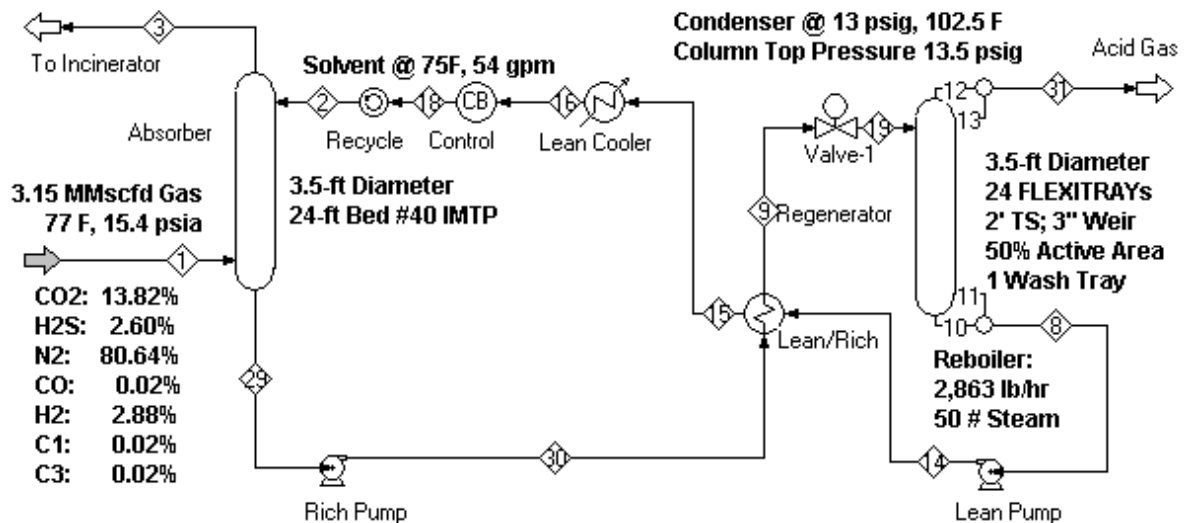 3
To Incinerator
Absorber
Solvent @ 75F, 54 gpm
2
18
CB
16
Recycle
Control
Lean Cooler
Condenser @ 13 psig, 102.5 F
Column Top Pressure 13.5 psig
Acid Gas
12
13
31
Valve-1
19
3.15 MMscfd Gas
77 F, 15.4 psia
1
3.5-ft Diameter
24-ft Bed #40 IMTP
9
Regenerator
3.5-ft Diameter
24 FLEXITRAYs
2' TS; 3" Weir
50% Active Area
1 Wash Tray
CO2: 13.82%
H2S: 2.60%
N2: 80.64%
CO: 0.02%
H2: 2.88%
C1: 0.02%
C3: 0.02%
15
Lean/Rich
11
10
8
Reboiler:
2,863 lb/hr
50 # Steam
29
30
14
Rich Pump
Lean Pump